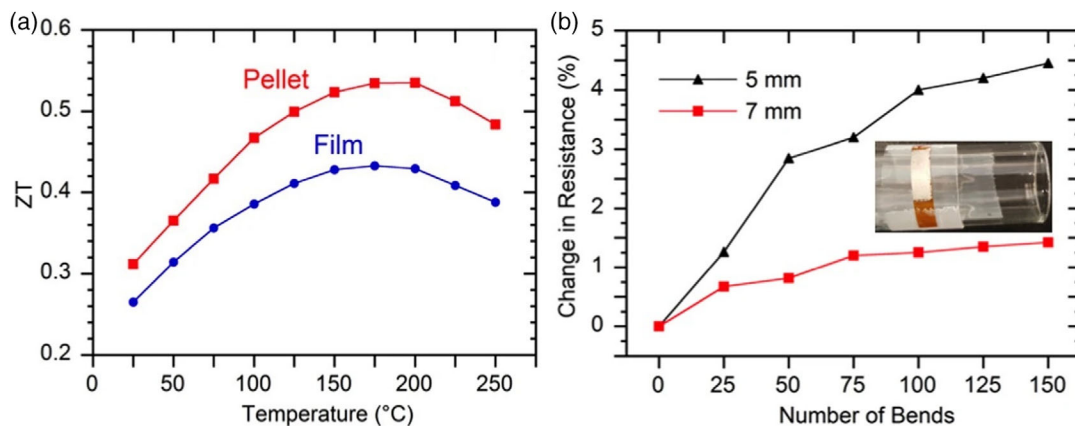 (a)
0.6
0.5
0.4
0.3
0.2
ZT
Pellet
Film
0 50 100 150 200 250
Temperature (°C)
(b)
5
4
3
2
1
0
Change in Resistance (%)
5 mm
7 mm
0 25 50 75 100 125 150
Number of Bends